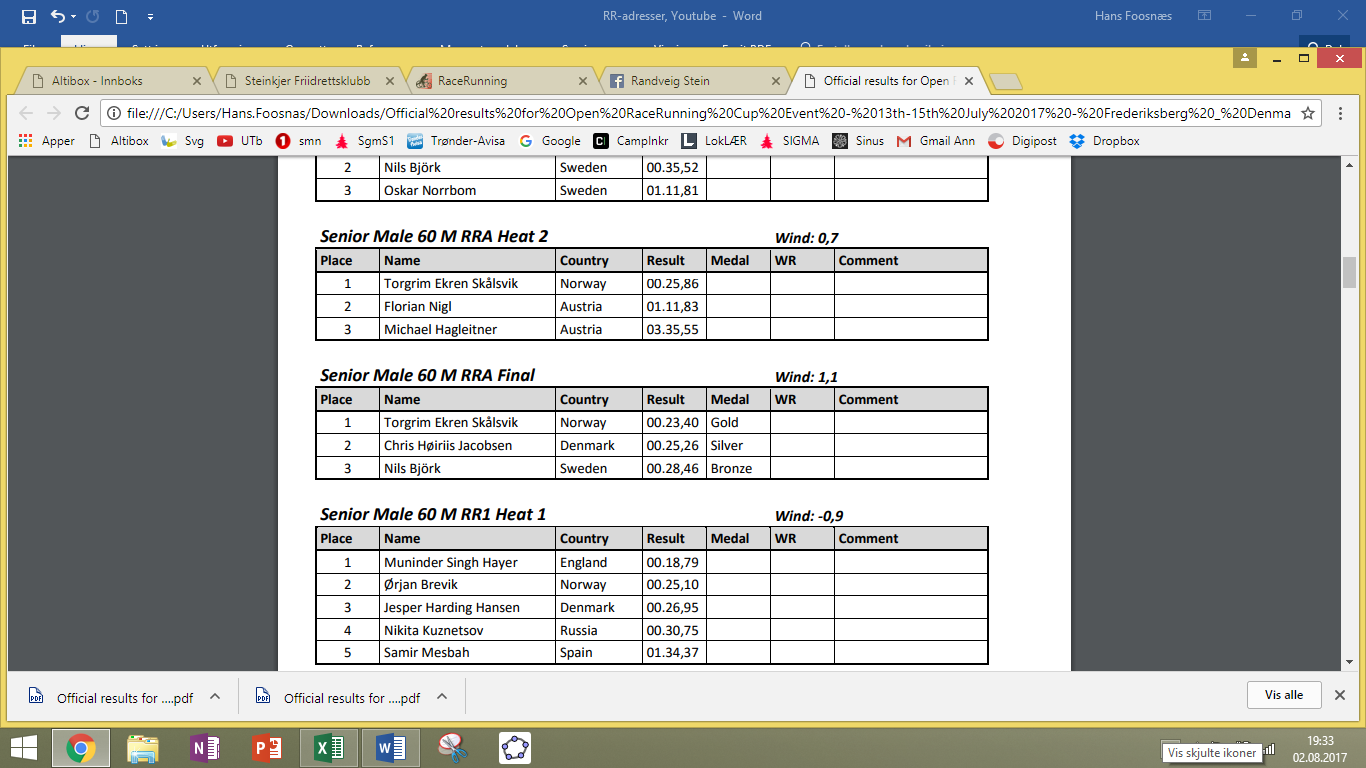 RR-adresser, Youtube - Word
Hans Foosnæs
Altibox - Innboks
Steinkjer Friidrettsklubb
RaceRunning
Randveig Stein
Official results for Open
file:///C:/Users/Hans.Foosnas/Downloads/Official%20results%20for%20Open%20RaceRunning%20Cup%20Event%20-%2013th-15th%20July%202017%20-%20Frederiksberg%20_%20Denma
Apper
Altibox
Svg
UTb
smn
SgmS1
Trønder-Avisa
Google
CampInkr
LokLÆR
SIGMA
Sinus
Gmail Ann
Digipost
Dropbox
2 Nils Björk Sweden 00.35,52
3 Oskar Norrbom Sweden 01.11,81
Senior Male 60 M RRA Heat 2 Wind: 0,7
Place Name Country Result Medal WR Comment
1 Torgrim Ekren Skålsvik Norway 00.25,86
2 Florian Nigl Austria 01.11,83
3 Michael Hagleitner Austria 03.35,55
Senior Male 60 M RRA Final Wind: 1,1
Place Name Country Result Medal WR Comment
1 Torgrim Ekren Skålsvik Norway 00.23,40 Gold
2 Chris Høiriis Jacobsen Denmark 00.25,26 Silver
3 Nils Björk Sweden 00.28,46 Bronze
Senior Male 60 M RR1 Heat 1 Wind: -0,9
Place Name Country Result Medal WR Comment
1 Muninder Singh Hayer England 00.18,79
2 Ørjan Brevik Norway 00.25,10
3 Jesper Harding Hansen Denmark 00.26,95
4 Nikita Kuznetsov Russia 00.30,75
5 Samir Mesbah Spain 01.34,37
Official results for ....pdf
Official results for ....pdf
Vis alle
Vis skjulte ikoner
19:33
02.08.2017